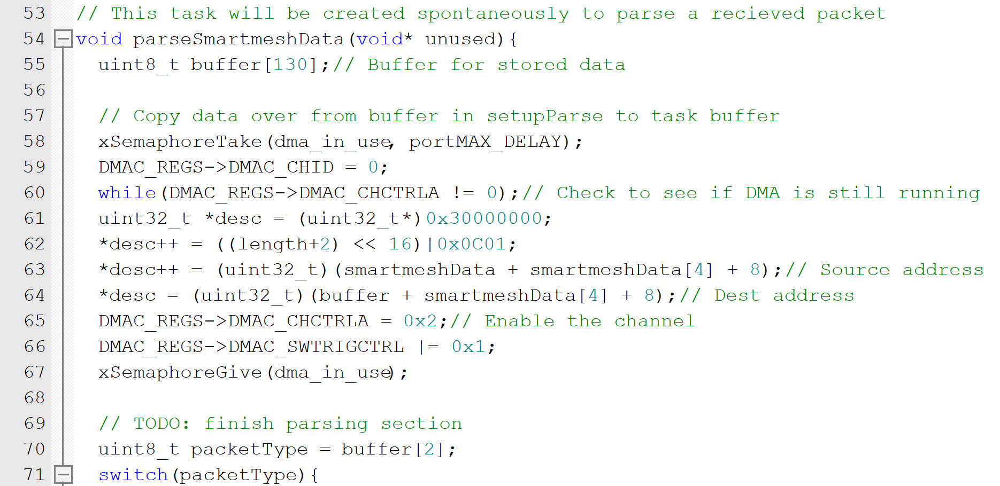 53 // This task will be created spontaneously to parse a recieved packet
54 void parseSmartmeshData(void* unused){
55 uint8_t buffer[130];// Buffer for stored data
56
57 // Copy data over from buffer in setupParse to task buffer
58 xSemaphoreTake(dma_in_use, portMAX_DELAY);
59 DMAC_REGS->DMAC_CHID = 0;
60 while(DMAC_REGS->DMAC_CHCTRLA != 0);// Check to see if DMA is still running
61 uint32_t *desc = (uint32_t*)0x30000000;
62 *desc++ = ((length+2) << 16)|0x0C01;
63 *desc++ = (uint32_t)(smartmeshData + smartmeshData[4] + 8);// Source address
64 *desc = (uint32_t)(buffer + smartmeshData[4] + 8);// Dest address
65 DMAC_REGS->DMAC_CHCTRLA = 0x2;// Enable the channel
66 DMAC_REGS->DMAC_SWTRIGCTRL |= 0x1;
67 xSemaphoreGive(dma_in_use);
68
69 // TODO: finish parsing section
70 uint8_t packetType = buffer[2];
71 switch(packetType){